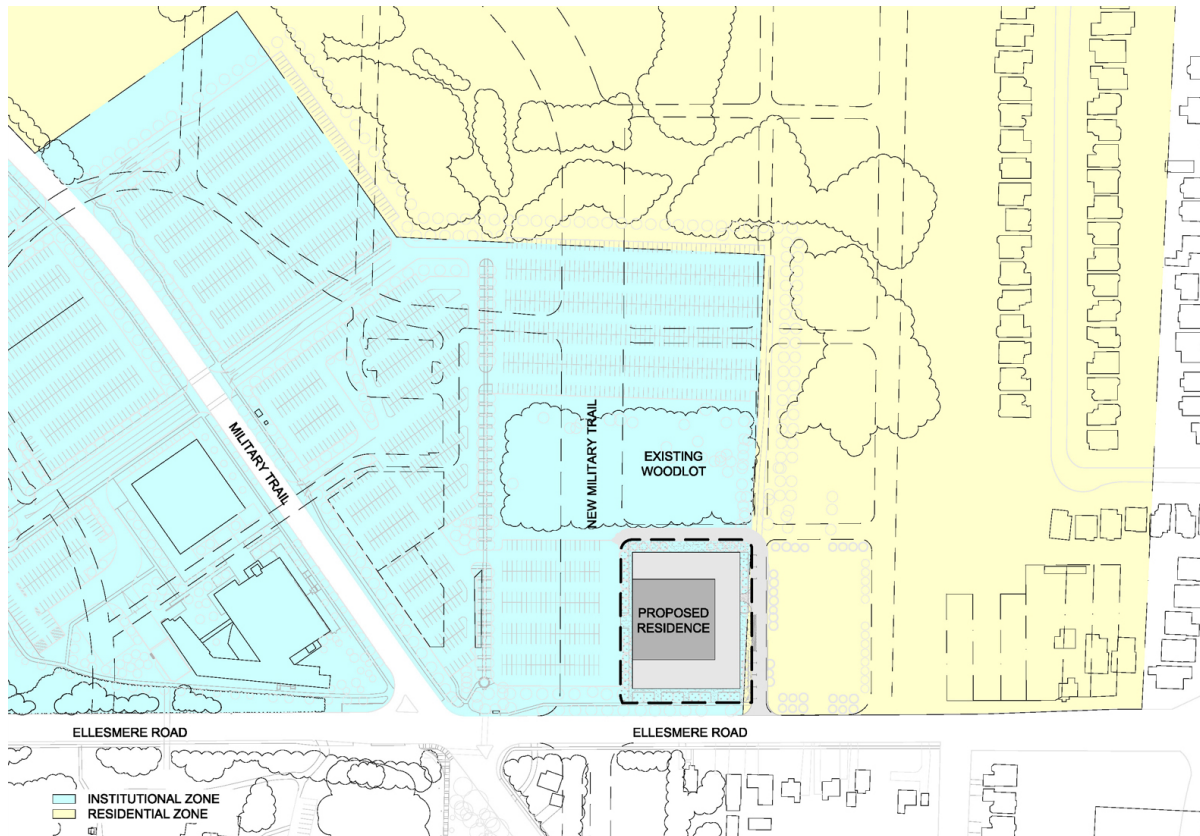 NEW MILITARY TRAIL
EXISTING
WOODLOT
MILITARY TRAIL
PROPOSED
RESIDENCE
ELLESMERE ROAD
ELLESMERE ROAD
INSTITUTIONAL ZONE
RESIDENTIAL ZONE